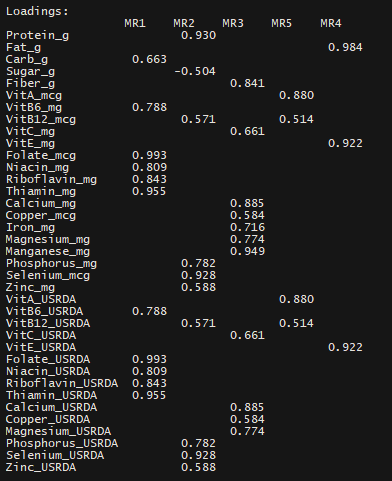 Loadings:
MR1 MR2 MR3 MR5 MR4
Protein_g 0.930
Fat_g 0.984
Carb_g 0.663
Sugar_g -0.504
Fiber_g 0.841
VitA_mcg 0.880
VitB6_mg 0.788
VitB12_mcg 0.571 0.514
VitC_mg 0.661
VitE_mg 0.922
Folate_mcg 0.993
Niacin_mg 0.809
Riboflavin_mg 0.843
Thiamin_mg 0.955
Calcium_mg 0.885
Copper_mcg 0.584
Iron_mg 0.716
Magnesium_mg 0.774
Manganese_mg 0.949
Phosphorus_mg 0.782
Selenium_mcg 0.928
Zinc_mg 0.588
VitA_USRDA 0.880
VitB6_USRDA 0.788
VitB12_USRDA 0.571 0.514
VitC_USRDA 0.661
VitE_USRDA 0.922
Folate_USRDA 0.993
Niacin_USRDA 0.809
Riboflavin_USRDA 0.843
Thiamin_USRDA 0.955
Calcium_USRDA 0.885
Copper_USRDA 0.584
Magnesium_USRDA 0.774
Phosphorus_USRDA 0.782
Selenium_USRDA 0.928
Zinc_USRDA 0.588